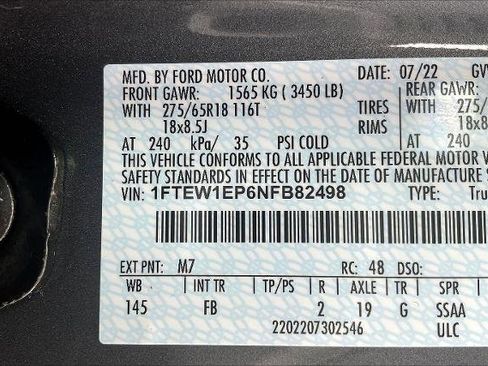 MFD. BY FORD MOTOR CO. DATE: 07/22 GV
FRONT GAWR: 1565 KG ( 3450 LB) REAR GAWR:
WITH 275/65R18 116T TIRES 275/
18x8.5J RIMS 18x8.
AT 240 kPa/ 35 PSI COLD AT 240
THIS VEHICLE CONFORMS TO ALL APPLICABLE FEDERAL MOTOR V
SAFETY STANDARDS IN EFFECT ON THE DATE OF MANUFACTURE S
VIN: 1FTEW1EP6NFB82498 TYPE: Tru
EXT PNT: M7 RC: 48 DSO:
WB INT TR TP/PS R AXLE TR SPR
145 FB 2 19 G SSAA
2202207302546 ULC